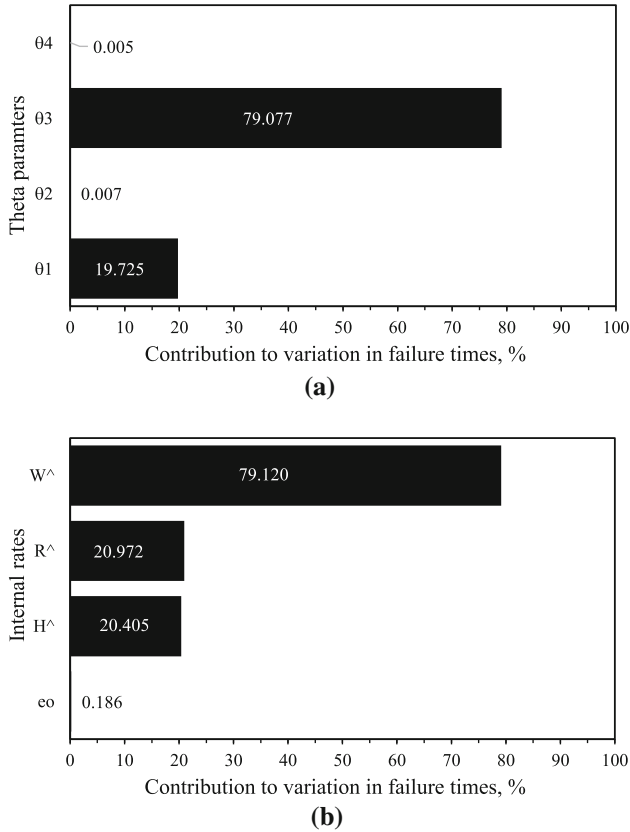 θ4
0.005
θ3
79.077
θ2
0.007
θ1
19.725
Theta paramters
0 10 20 30 40 50 60 70 80 90 100
Contribution to variation in failure times, %
(a)
W^
79.120
R^
20.972
H^
20.405
eo
0.186
Internal rates
0 10 20 30 40 50 60 70 80 90 100
Contribution to variation in failure times, %
(b)